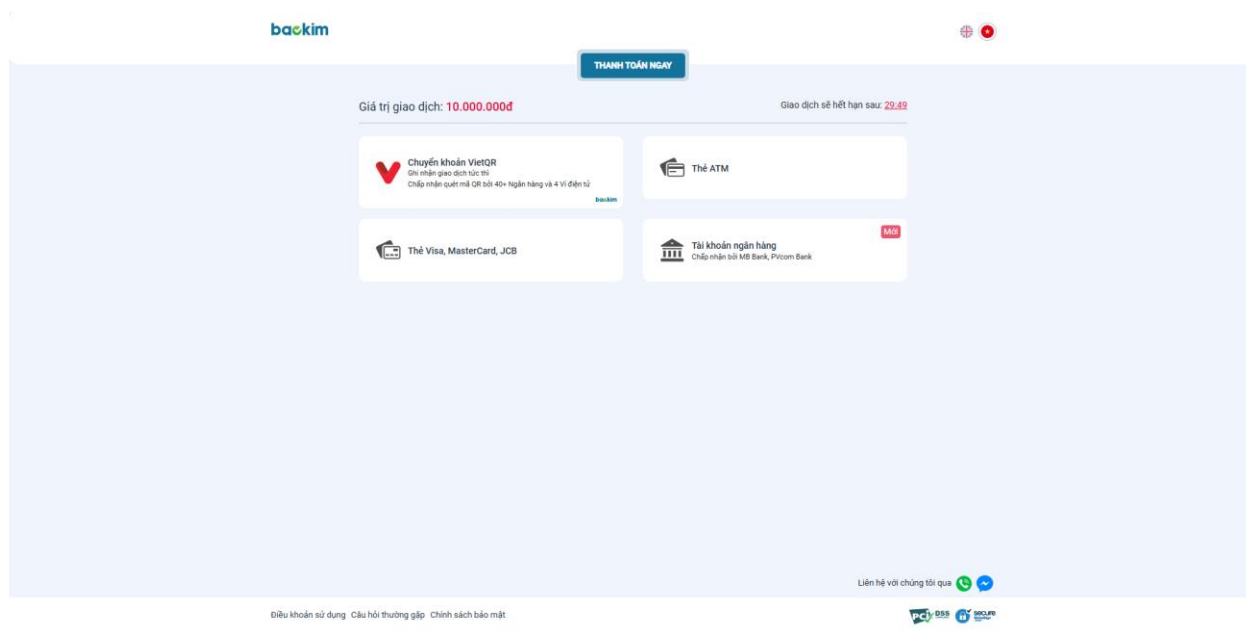 baokim
THANH TOÁN NGAY
Giá trị giao dịch: 10.000.000đ
Giao dịch sẽ hết hạn sau: 29:49
Chuyển khoản VietQR
Ghi nhận giao dịch tức thì
Chấp nhận quét mã QR bởi 40+ Ngân hàng và 4 Ví điện tử
baokim
Thẻ ATM
Thẻ Visa, MasterCard, JCB
Mới
Tài khoản ngân hàng
Chấp nhận bởi MB Bank, PVcom Bank
Liên hệ với chúng tôi qua
Điều khoản sử dụng Câu hỏi thường gặp Chính sách bảo mật
PCI DSS
secure